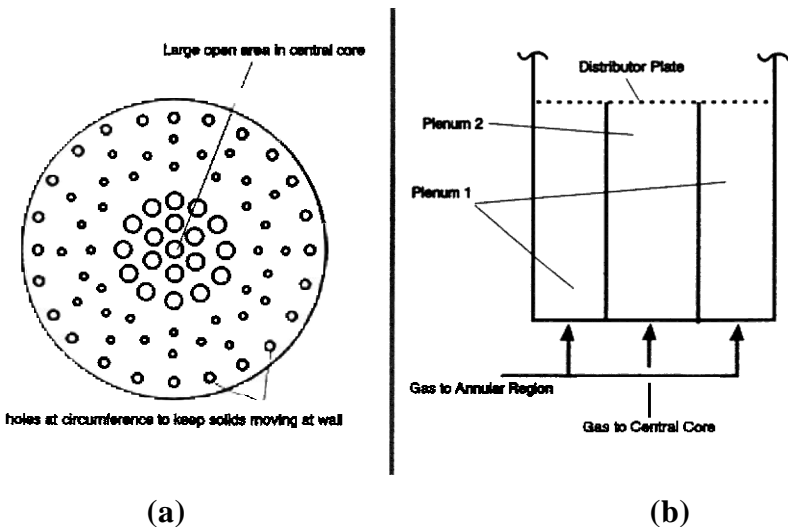 Large open area in central core
holes at circumference to keep solids moving at wall
(a)
Distributor Plate
Plenum 2
Plenum 1
Gas to Annular Region
Gas to Central Core
(b)